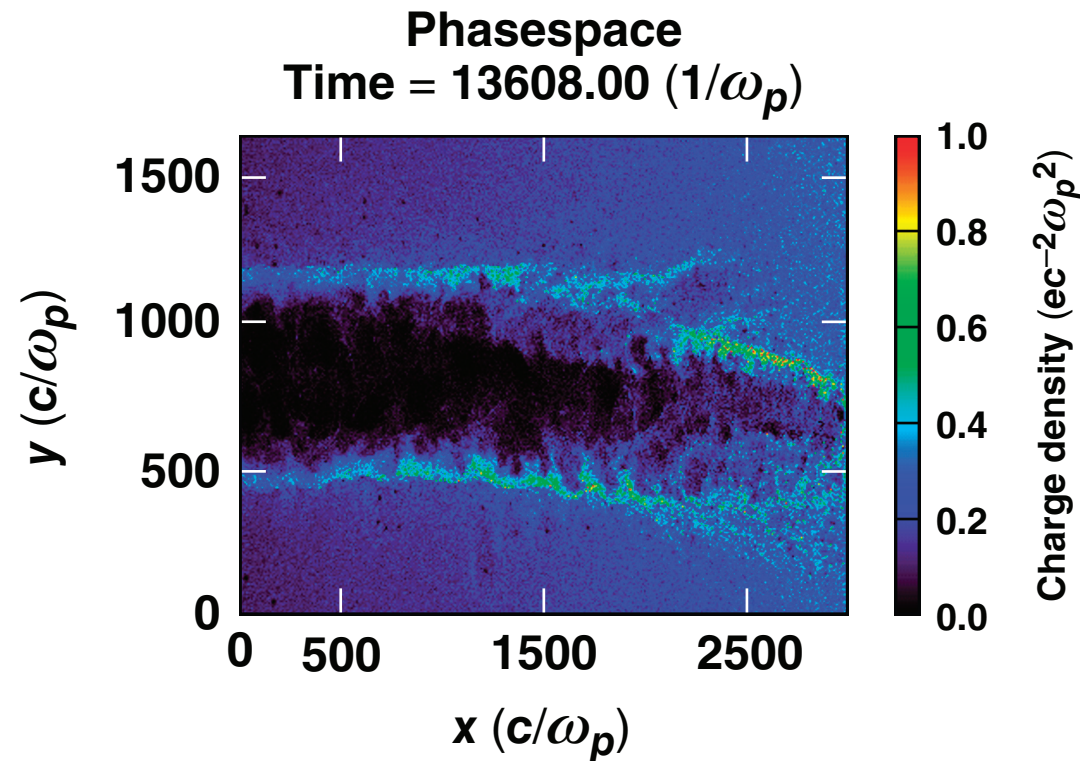 Phasespace
Time = 13608.00 (1/ωp)
1500
1000
500
0
y (c/ωp)
0 500 1500 2500
x (c/ωp)
1.0
0.8
0.6
0.4
0.2
0.0
Charge density (ec−2ωp2)